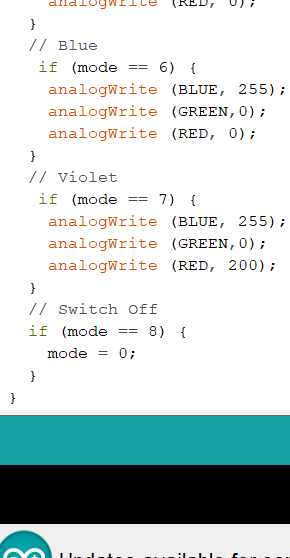 analogWrite (RED, 0);
}
// Blue
if (mode == 6) {
analogWrite (BLUE, 255);
analogWrite (GREEN,0);
analogWrite (RED, 0);
}
// Violet
if (mode == 7) {
analogWrite (BLUE, 255);
analogWrite (GREEN,0);
analogWrite (RED, 200);
}
// Switch Off
if (mode == 8) {
mode = 0;
}
}
Updates available for